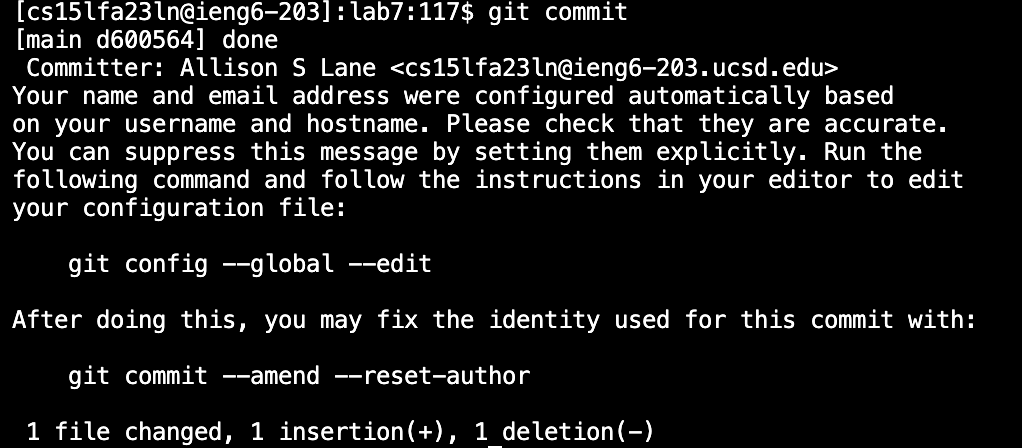 [cs15lfa23ln@ieng6-203]:lab7:117$ git commit
[main d600564] done
Committer: Allison S Lane <cs15lfa23ln@ieng6-203.ucsd.edu>
Your name and email address were configured automatically based
on your username and hostname. Please check that they are accurate.
You can suppress this message by setting them explicitly. Run the
following command and follow the instructions in your editor to edit
your configuration file:
git config --global --edit
After doing this, you may fix the identity used for this commit with:
git commit --amend --reset-author
1 file changed, 1 insertion(+), 1 deletion(-)